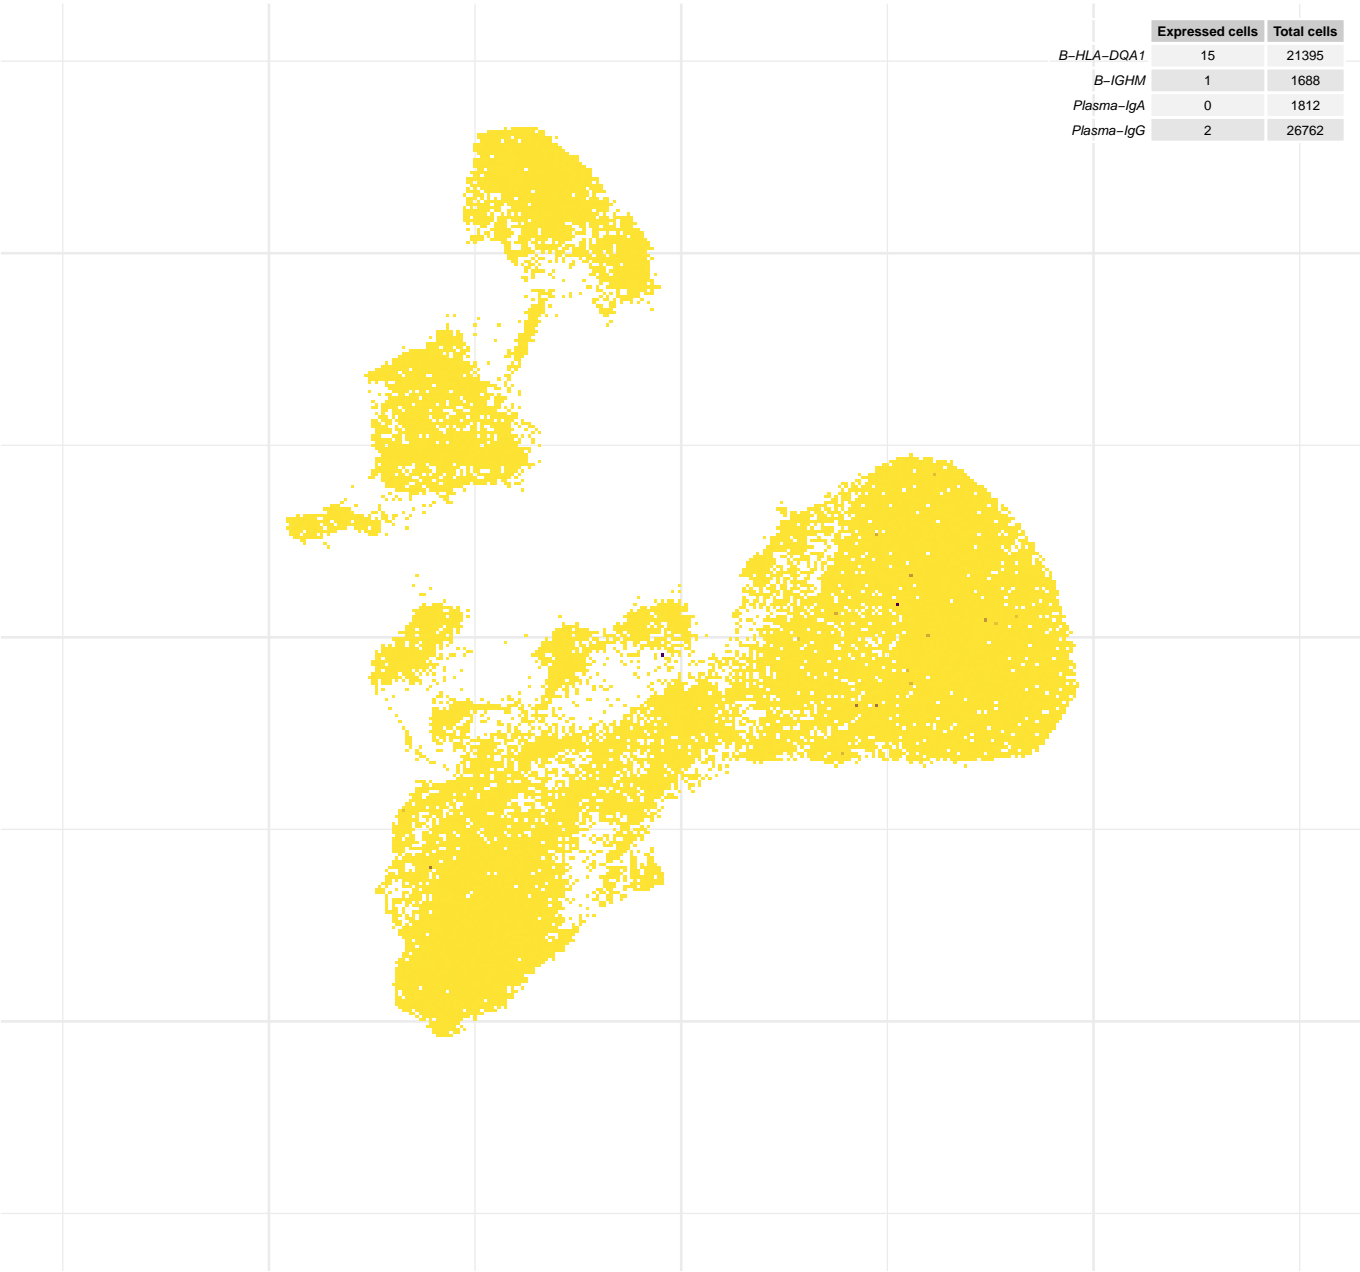 Expressed cells Total cells
B−HLA−DQA1 15 21395
B−IGHM 1 1688
Plasma−IgA 0 1812
Plasma−IgG 2 26762